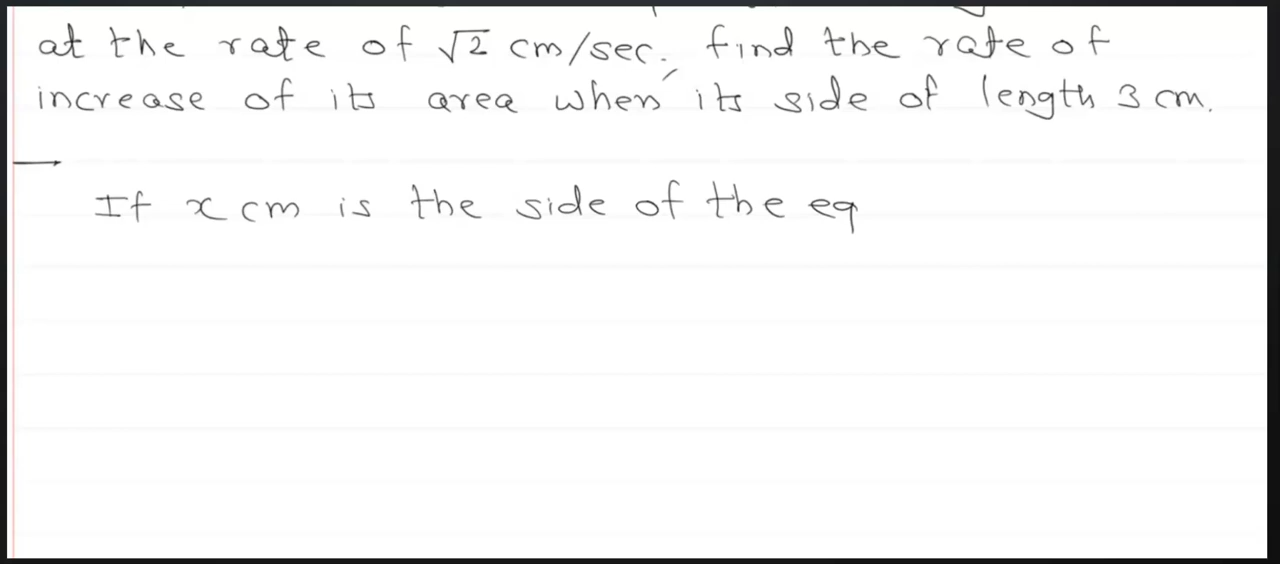 at the rate of √2 cm/sec. find the rate of
increase of its area when its side of length 3 cm.
If x cm is the side of the eq